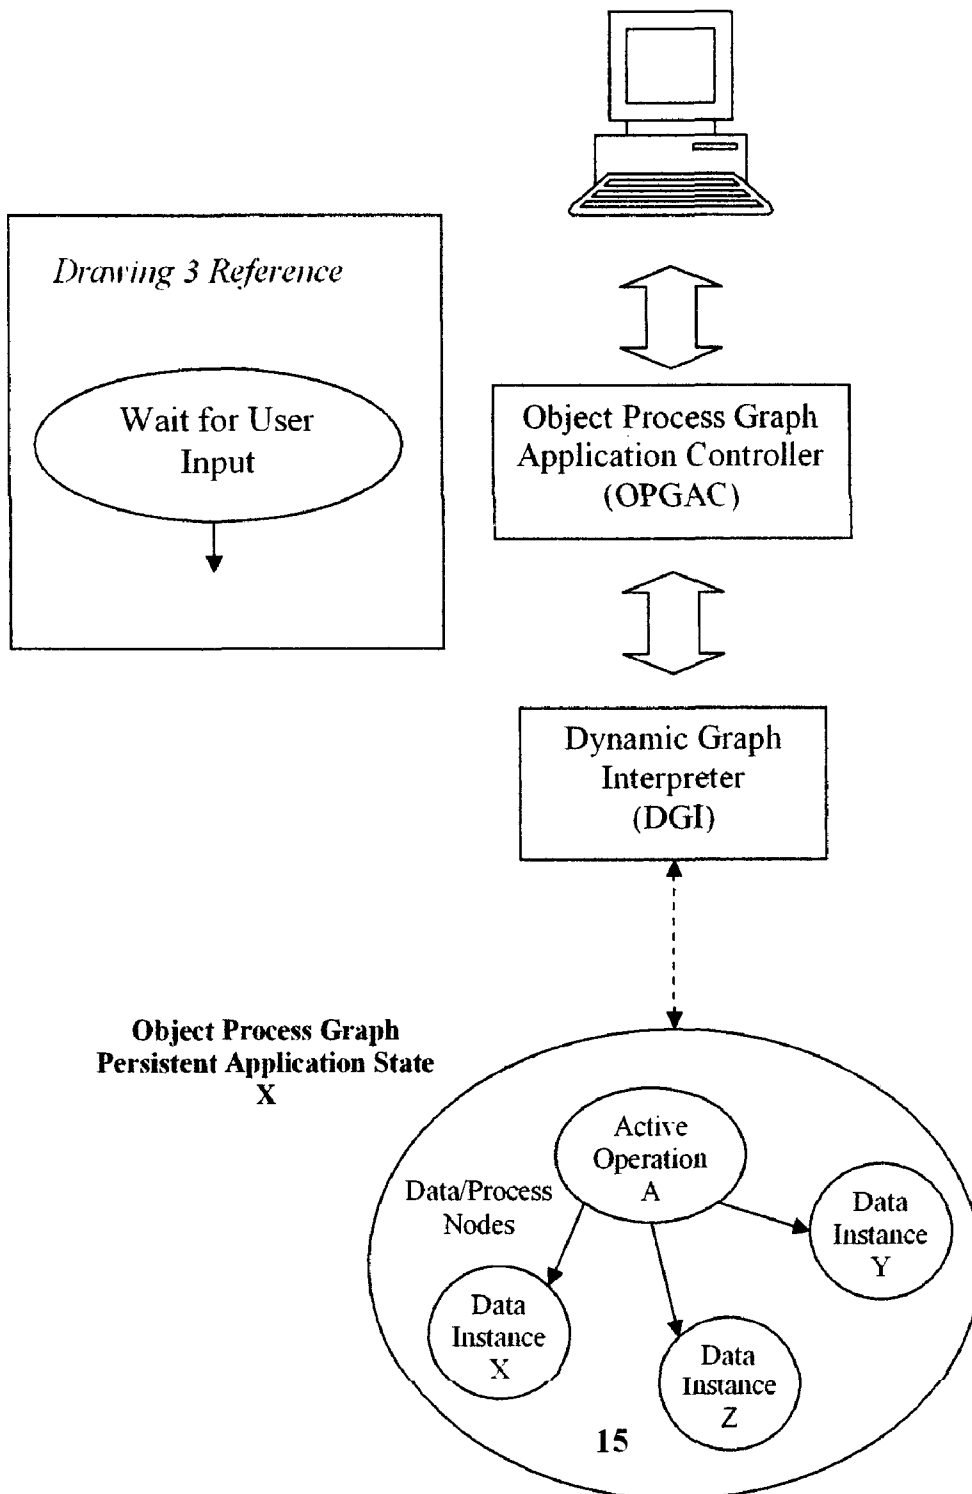 Drawing 3 Reference
Wait for User
Input
Object Process Graph
Application Controller
(OPGAC)
Dynamic Graph
Interpreter
(DGI)
Object Process Graph
Persistent Application State
X
Active
Operation
A
Data/Process
Nodes
Data
Instance
Y
Data
Instance
X
Data
Instance
Z
15